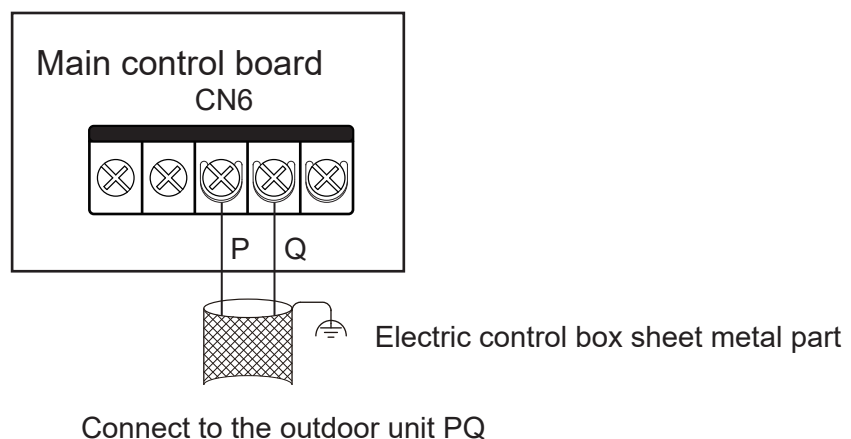 Main control board
CN6
P Q
Electric control box sheet metal part
Connect to the outdoor unit PQ